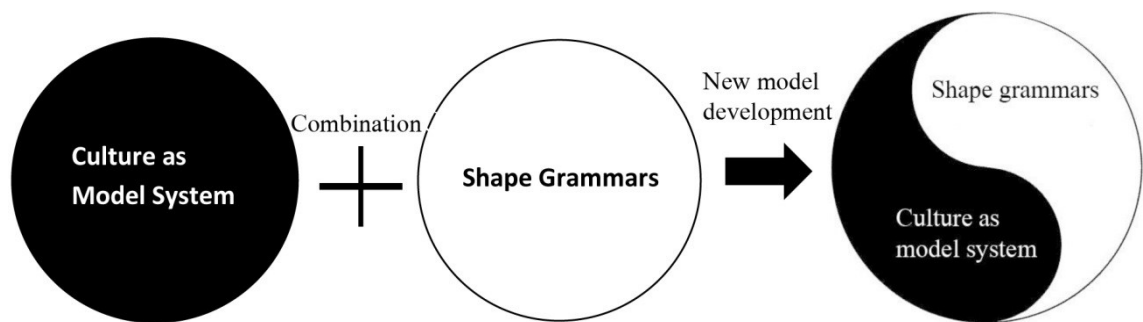 Culture as
Model System
Combination
Shape Grammars
New model
development
Shape grammars
Culture as
model system